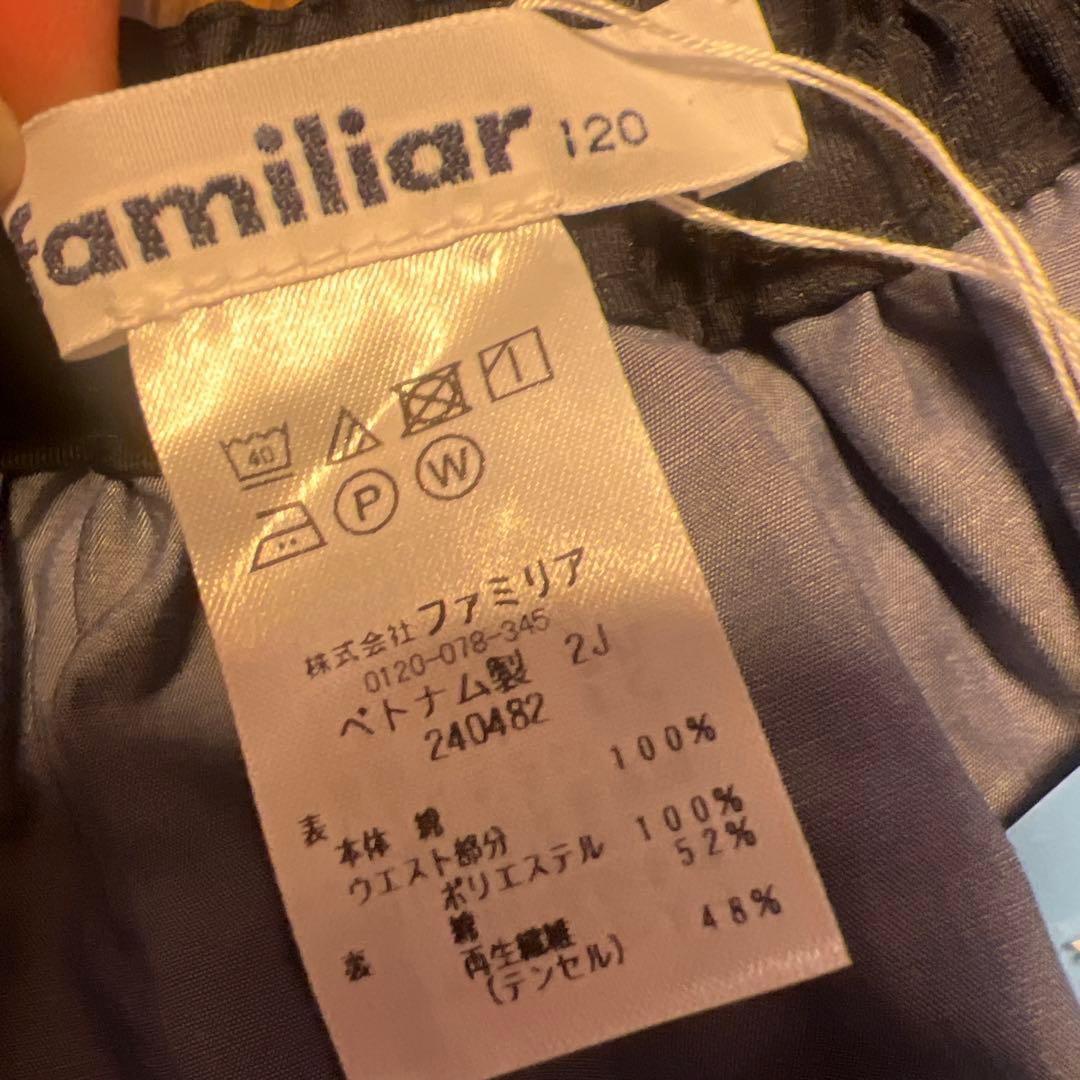 familiar 120
40
P W
株式会社ファミリア
0120-078-345
ベトナム製 2J
240482
表
本体 綿 100%
ウエスト部分
ポリエステル 100%
裏 綿 52%
再生繊維 48%
(テンセル)